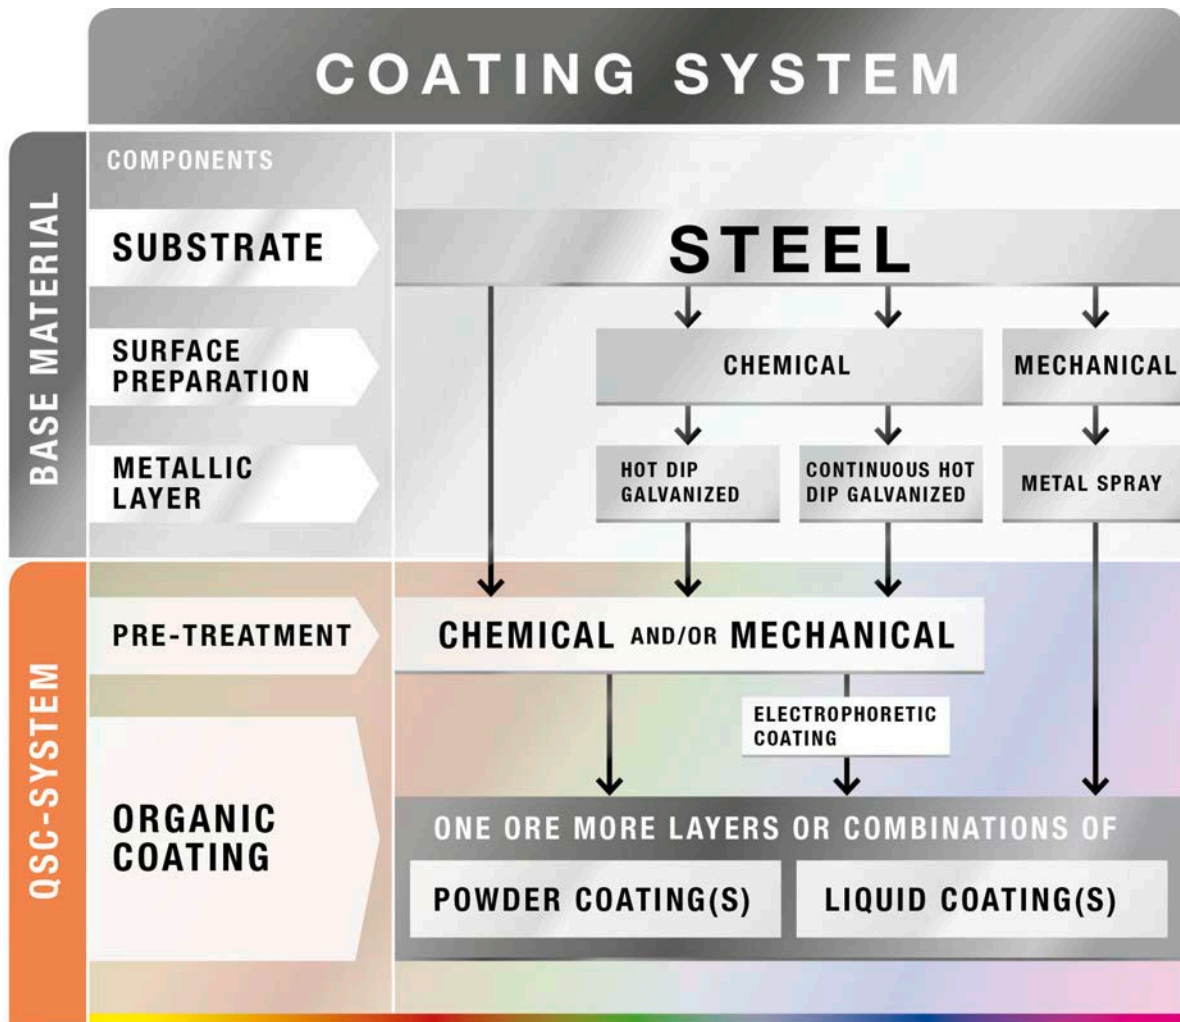 COATING SYSTEM
BASE MATERIAL
COMPONENTS
SUBSTRATE
STEEL
SURFACE
PREPARATION
CHEMICAL
MECHANICAL
METALLIC
LAYER
HOT DIP
GALVANIZED
CONTINUOUS HOT
DIP GALVANIZED
METAL SPRAY
QSC-SYSTEM
PRE-TREATMENT
CHEMICAL AND/OR MECHANICAL
ELECTROPHORETIC
COATING
ORGANIC
COATING
ONE ORE MORE LAYERS OR COMBINATIONS OF
POWDER COATING(S)
LIQUID COATING(S)